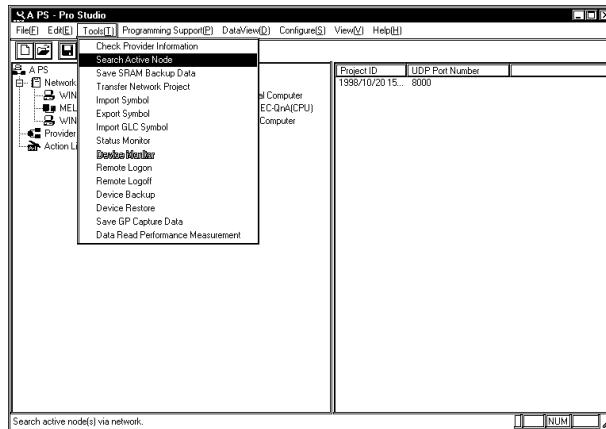 A PS - Pro Studio
File(F) Edit(E) Tools(T) Programming Support(P) DataView(D) Configure(S) View(V) Help(H)
Check Provider Information
Search Active Node
Save SRAM Backup Data
Transfer Network Project
Import Symbol
Export Symbol
Import GLC Symbol
Status Monitor
Device Monitor
Remote Logon
Remote Logoff
Device Backup
Device Restore
Save GP Capture Data
Data Read Performance Measurement
A PS
Network
WIN
MEL
WIN
Provider
Action Li
al Computer
EC-QnA(CPU)
Computer
Project ID UDP Port Number
1998/10/20 15... 8000
Search active node(s) via network.
NUM